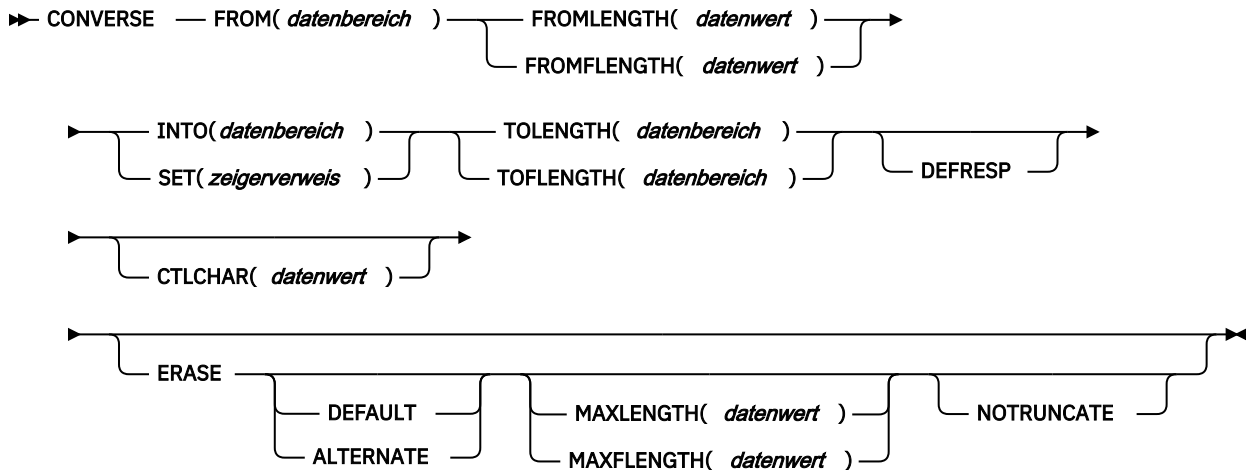 CONVERSE FROM( datenbereich ) FROMLENGTH( datenwert )
FROMFLENGTH( datenwert )
INTO( datenbereich ) TOLENGTH( datenbereich )
SET( zeigerverweis ) TOFLENGTH( datenbereich ) DEFRESP
CTLCHAR( datenwert )
ERASE
DEFAULT MAXLENGTH( datenwert ) NOTRUNCATE
ALTERNATE MAXFLENGTH( datenwert )